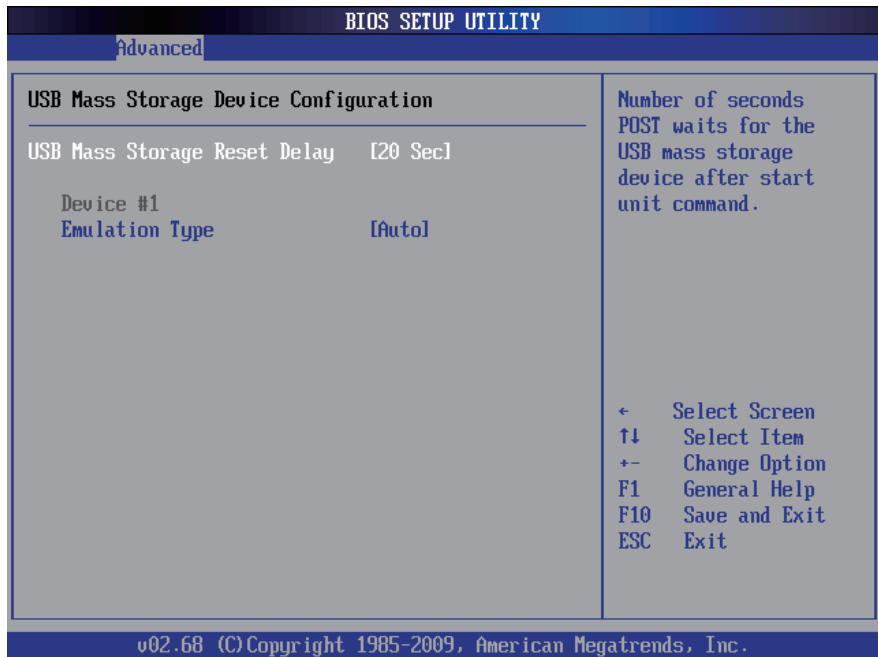 BIOS SETUP UTILITY
Advanced
USB Mass Storage Device Configuration
USB Mass Storage Reset Delay [20 Sec]
Device #1
Emulation Type [Auto]
Number of seconds
POST waits for the
USB mass storage
device after start
unit command.
← Select Screen
↑↓ Select Item
+- Change Option
F1 General Help
F10 Save and Exit
ESC Exit
v02.68 (C)Copyright 1985-2009, American Megatrends, Inc.